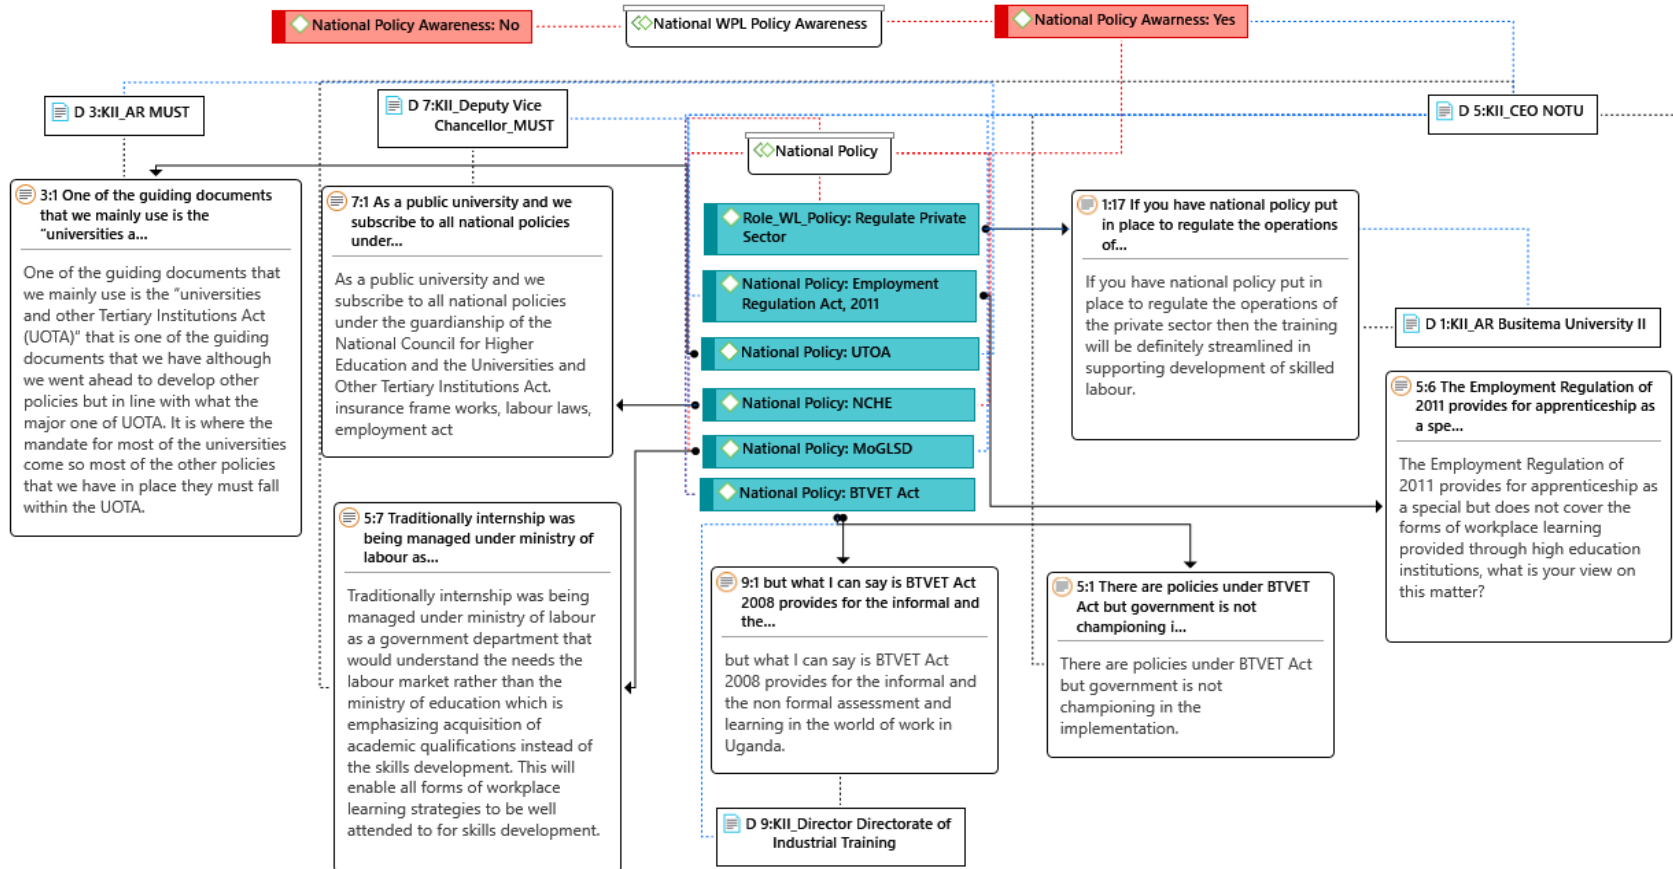 National Policy Awareness: No
National WPL Policy Awareness
National Policy Awarness: Yes
D 3:KII_AR MUST
D 7:KII_Deputy Vice
Chancellor_MUST
D 5:KII_CEO NOTU
National Policy
3:1 One of the guiding documents
that we mainly use is the
“universities a...
One of the guiding documents that
we mainly use is the “universities
and other Tertiary Institutions Act
(UOTA)” that is one of the guiding
documents that we have although
we went ahead to develop other
policies but in line with what the
major one of UOTA. It is where the
mandate for most of the universities
come so most of the other policies
that we have in place they must fall
within the UOTA.
7:1 As a public university and we
subscribe to all national policies
under...
As a public university and we
subscribe to all national policies
under the guardianship of the
National Council for Higher
Education and the Universities and
Other Tertiary Institutions Act.
insurance frame works, labour laws,
employment act
Role_WL_Policy: Regulate Private
Sector
National Policy: Employment
Regulation Act, 2011
National Policy: UTOA
National Policy: NCHE
National Policy: MoGLSD
National Policy: BTVET Act
1:17 If you have national policy put
in place to regulate the operations
of...
If you have national policy put in
place to regulate the operations of
the private sector then the training
will be definitely streamlined in
supporting development of skilled
labour.
D 1:KII_AR Busitema University II
5:6 The Employment Regulation of
2011 provides for apprenticeship as
a spe...
The Employment Regulation of
2011 provides for apprenticeship as
a special but does not cover the
forms of workplace learning
provided through high education
institutions, what is your view on
this matter?
5:7 Traditionally internship was
being managed under ministry of
labour as...
Traditionally internship was being
managed under ministry of labour
as a government department that
would understand the needs the
labour market rather than the
ministry of education which is
emphasizing acquisition of
academic qualifications instead of
the skills development. This will
enable all forms of workplace
learning strategies to be well
attended to for skills development.
9:1 but what I can say is BTVET Act
2008 provides for the informal and
the...
but what I can say is BTVET Act
2008 provides for the informal and
the non formal assessment and
learning in the world of work in
Uganda.
5:1 There are policies under BTVET
Act but government is not
championing i...
There are policies under BTVET Act
but government is not
championing in the
implementation.
D 9:KII_Director Directorate of
Industrial Training